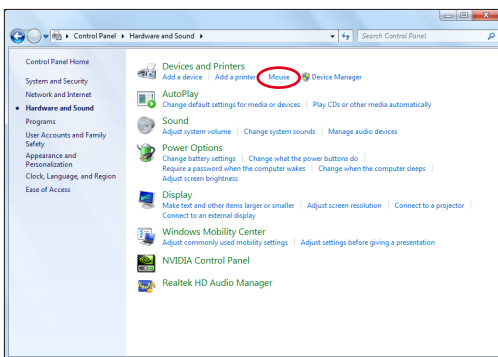 Control Panel ▸ Hardware and Sound ▸
Search Control Panel
Control Panel Home
System and Security
Network and Internet
Hardware and Sound
Programs
User Accounts and Family
Safety
Appearance and
Personalization
Clock, Language, and Region
Ease of Access
Devices and Printers
Add a device | Add a printer | Mouse | Device Manager
AutoPlay
Change default settings for media or devices | Play CDs or other media automatically
Sound
Adjust system volume | Change system sounds | Manage audio devices
Power Options
Change battery settings | Change what the power buttons do |
Require a password when the computer wakes | Change when the computer sleeps |
Adjust screen brightness
Display
Make text and other items larger or smaller | Adjust screen resolution | Connect to a projector |
Connect to an external display
Windows Mobility Center
Adjust commonly used mobility settings | Adjust settings before giving a presentation
NVIDIA Control Panel
Realtek HD Audio Manager